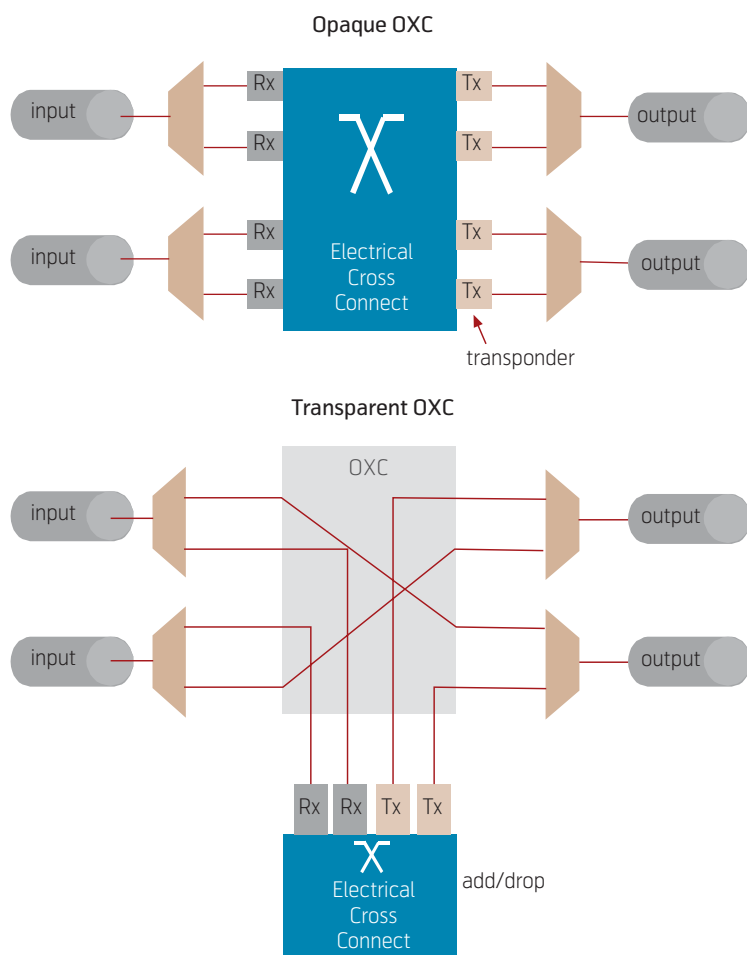 Opaque OXC
input
Rx
Tx
output
Rx
Tx
input
Rx
Tx
output
Electrical
Cross
Connect
Rx
Tx
transponder
Transparent OXC
OXC
input
output
input
output
Rx
Rx
Tx
Tx
Electrical
Cross
Connect
add/drop